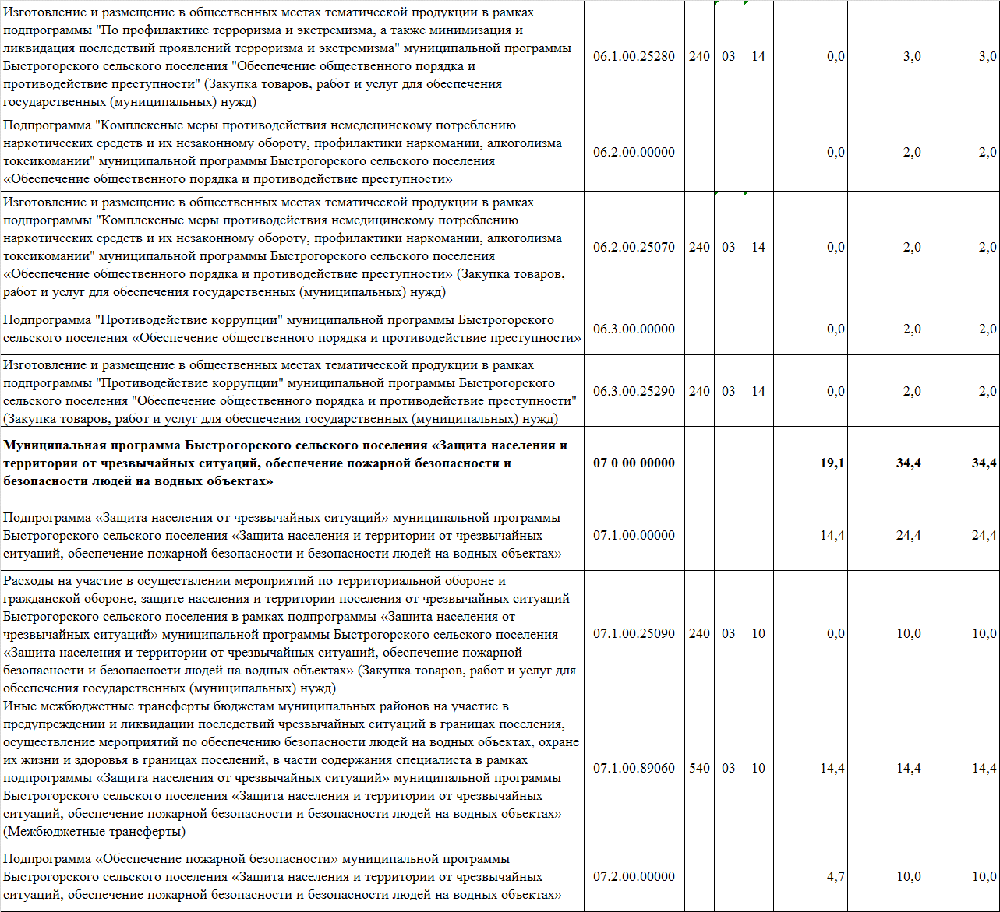 Изготовление и размещение в общественных местах тематической продукции в рамках
подпрограммы "По профилактике терроризма и экстремизма, а также минимизация и
ликвидация последствий проявлений терроризма и экстремизма" муниципальной программы
Быстрогорского сельского поселения "Обеспечение общественного порядка и
противодействие преступности" (Закупка товаров, работ и услуг для обеспечения
государственных (муниципальных) нужд)
06.1.00.25280 240 03 14 0,0 3,0 3,0
Подпрограмма "Комплексные меры противодействия немедецинскому потреблению
наркотических средств и их незаконному обороту, профилактики наркомании, алкоголизма
токсикомании" муниципальной программы Быстрогорского сельского поселения
«Обеспечение общественного порядка и противодействие преступности»
06.2.00.00000 0,0 2,0 2,0
Изготовление и размещение в общественных местах тематической продукции в рамках
подпрограммы "Комплексные меры противодействия немедицинскому потреблению
наркотических средств и их незаконному обороту, профилактики наркомании, алкоголизма
токсикомании" муниципальной программы Быстрогорского сельского поселения
«Обеспечение общественного порядка и противодействие преступности» (Закупка товаров,
работ и услуг для обеспечения государственных (муниципальных) нужд)
06.2.00.25070 240 03 14 0,0 2,0 2,0
Подпрограмма "Противодействие коррупции" муниципальной программы Быстрогорского
сельского поселения «Обеспечение общественного порядка и противодействие преступности»
06.3.00.00000 0,0 2,0 2,0
Изготовление и размещение в общественных местах тематической продукции в рамках
подпрограммы "Противодействие коррупции" муниципальной программы Быстрогорского
сельского поселения "Обеспечение общественного порядка и противодействие преступности"
(Закупка товаров, работ и услуг для обеспечения государственных (муниципальных) нужд)
06.3.00.25290 240 03 14 0,0 2,0 2,0
Муниципальная программа Быстрогорского сельского поселения «Защита населения и
территории от чрезвычайных ситуаций, обеспечение пожарной безопасности и
безопасности людей на водных объектах»
07 0 00 00000 19,1 34,4 34,4
Подпрограмма «Защита населения от чрезвычайных ситуаций» муниципальной программы
Быстрогорского сельского поселения «Защита населения и территории от чрезвычайных
ситуаций, обеспечение пожарной безопасности и безопасности людей на водных объектах»
07.1.00.00000 14,4 24,4 24,4
Расходы на участие в осуществлении мероприятий по территориальной обороне и
гражданской обороне, защите населения и территории поселения от чрезвычайных ситуаций
Быстрогорского сельского поселения в рамках подпрограммы «Защита населения от
чрезвычайных ситуаций» муниципальной программы Быстрогорского сельского поселения
«Защита населения и территории от чрезвычайных ситуаций, обеспечение пожарной
безопасности и безопасности людей на водных объектах» (Закупка товаров, работ и услуг для
обеспечения государственных (муниципальных) нужд)
07.1.00.25090 240 03 10 0,0 10,0 10,0
Иные межбюджетные трансферты бюджетам муниципальных районов на участие в
предупреждении и ликвидации последствий чрезвычайных ситуаций в границах поселения,
осуществление мероприятий по обеспечению безопасности людей на водных объектах, охране
их жизни и здоровья в границах поселений, в части содержания специалиста в рамках
подпрограммы «Защита населения от чрезвычайных ситуаций» муниципальной программы
Быстрогорского сельского поселения «Защита населения и территории от чрезвычайных
ситуаций, обеспечение пожарной безопасности и безопасности людей на водных объектах»
(Межбюджетные трансферты)
07.1.00.89060 540 03 10 14,4 14,4 14,4
Подпрограмма «Обеспечение пожарной безопасности» муниципальной программы
Быстрогорского сельского поселения «Защита населения и территории от чрезвычайных
ситуаций, обеспечение пожарной безопасности и безопасности людей на водных объектах»
07.2.00.00000 4,7 10,0 10,0